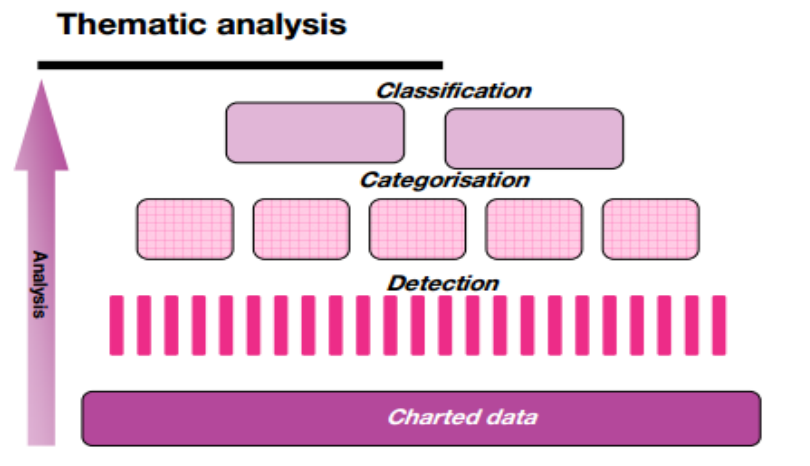 Thematic analysis
Classification
Categorisation
Analysis
Detection
Charted data